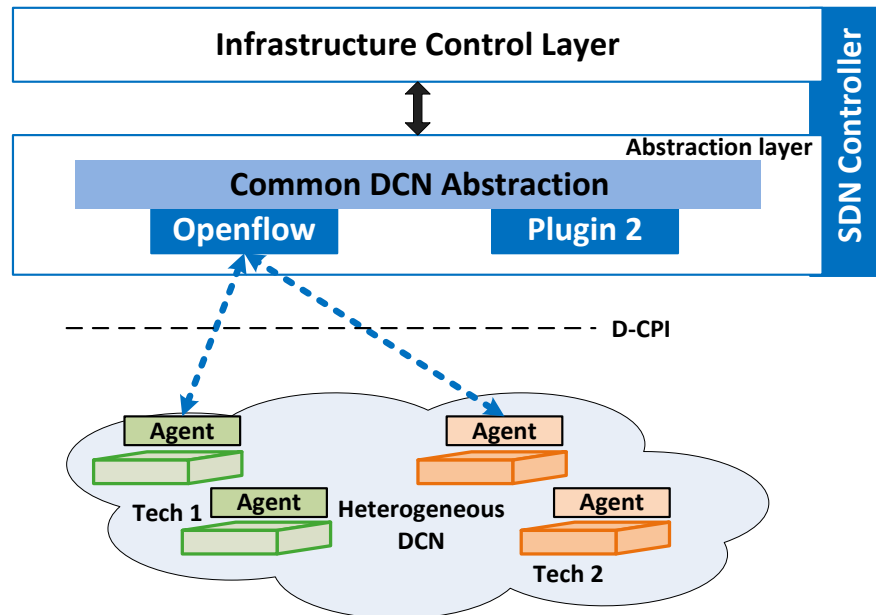 Infrastructure Control Layer
SDN Controller
Abstraction layer
Common DCN Abstraction
Openflow
Plugin 2
D-CPI
Agent
Agent
Tech 1
Agent
Heterogeneous
DCN
Agent
Tech 2